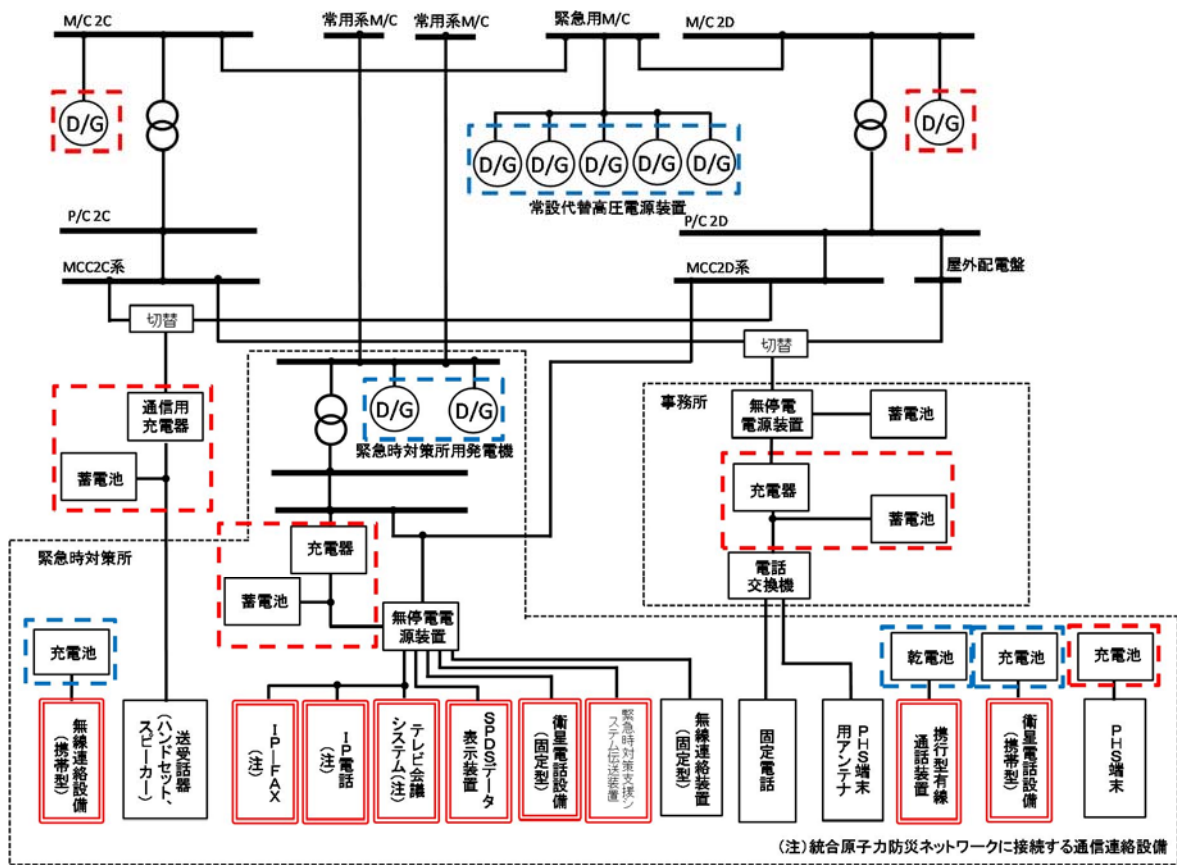 M/C 2C
常用系M/C
常用系M/C
緊急用M/C
M/C 2D
D/G
D/G
D/G
D/G
D/G
D/G
D/G
常設代替高圧電源装置
P/C 2C
P/C 2D
MCC2C系
MCC2D系
屋外配電盤
切替
切替
通信用
充電器
蓄電池
D/G
D/G
緊急時対策所用発電機
事務所
無停電
電源装置
蓄電池
充電器
蓄電池
電話
交換機
緊急時対策所
充電器
蓄電池
無停電電
源装置
充電池
乾電池
充電池
充電池
無線連絡設備
(携帯型)
送受話器
(ハンドセット、
スピーカー)
IP-FAX
(注)
IP電話
(注)
テレビ会議
システム(注)
SPDSデータ
表示装置
衛星電話設備
(固定型)
緊急時対策支援シ
ステム伝送装置
無線連絡装置
(固定型)
固定電話
PHS端末
用アンテナ
携行型有線
通話装置
衛星電話設備
(携帯型)
PHS端末
(注)統合原子力防災ネットワークに接続する通信連絡設備